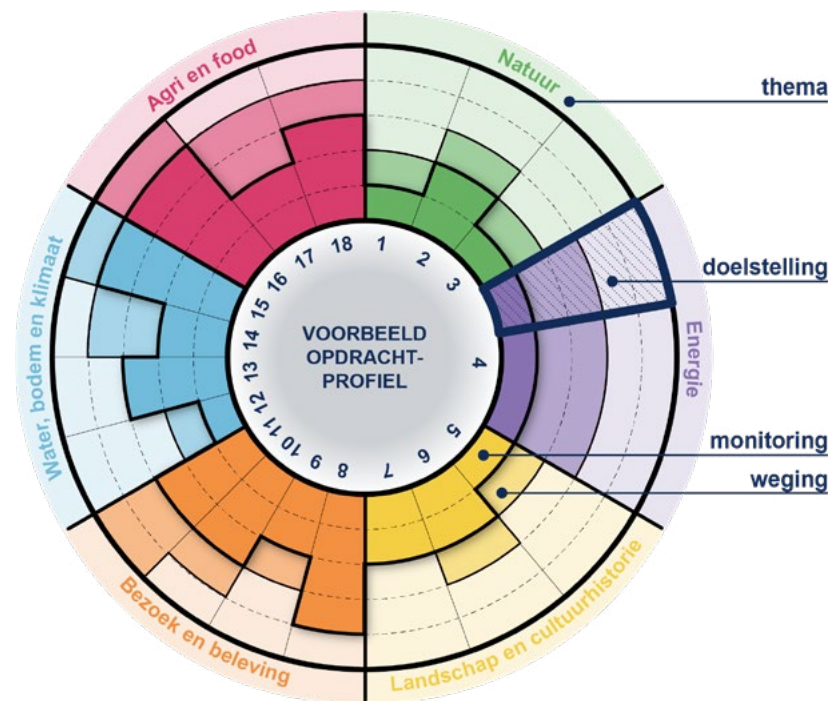 Agri en food
Natuur
thema
doelstelling
Energie
monitoring
weging
Landschap en cultuurhistorie
Bezoek en beleving
Water, bodem en klimaat
VOORBEELD
OPDRACHT-
PROFIEL
1
2
3
4
5
6
7
8
9
10
11
12
13
14
15
16
17
18